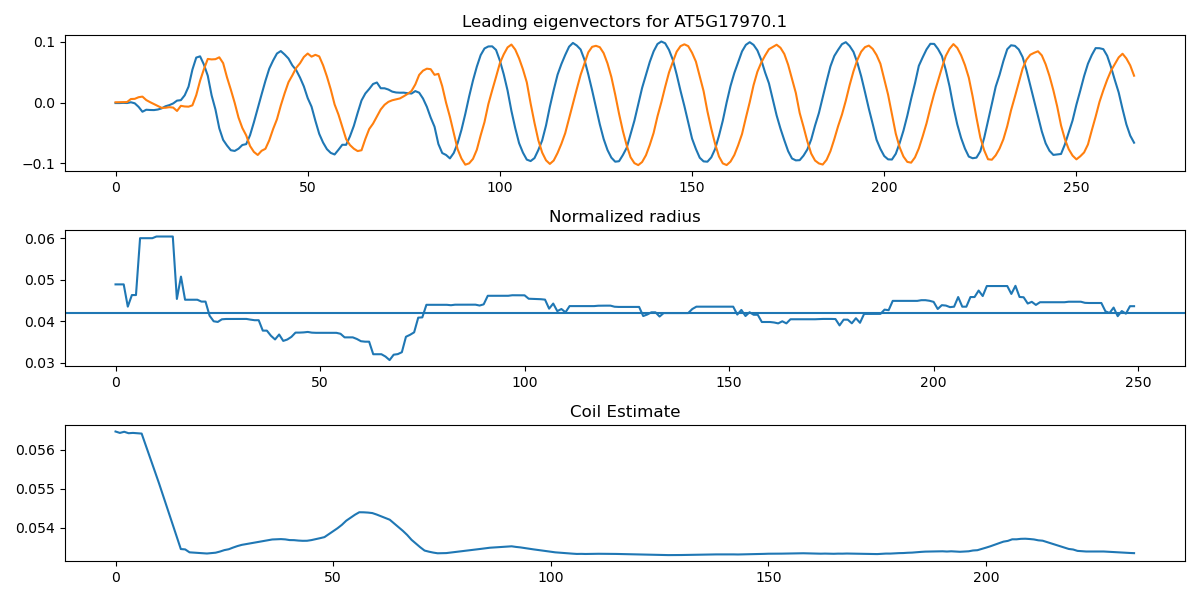 Leading eigenvectors for AT5G17970.1
0.1
0.0
−0.1
0 50 100 150 200 250
Normalized radius
0.06
0.05
0.04
0.03
0 50 100 150 200 250
Coil Estimate
0.056
0.055
0.054
0 50 100 150 200